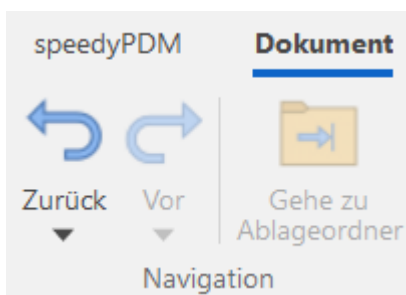 speedyPDM Dokument
Zurück Vor Gehe zu
Ablageordner
Navigation